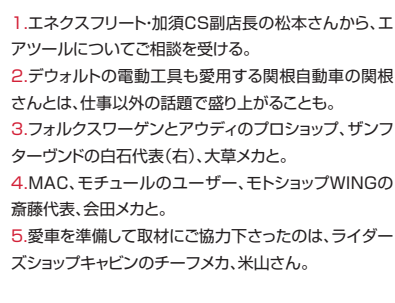 1.エネクスフリート・加須CS副店長の松本さんから、エ
アツールについてご相談を受ける。
2.デウォルトの電動工具も愛用する関根自動車の関根
さんとは、仕事以外の話題で盛り上がることも。
3.フォルクスワーゲンとアウディのプロショップ、ザンフ
ターヴンドの白石代表(右)、大草メカと。
4.MAC、モチュールのユーザー、モトショップWINGの
斎藤代表、会田メカと。
5.愛車を準備して取材にご協力下さったのは、ライダー
ズショップキャビンのチーフメカ、米山さん。